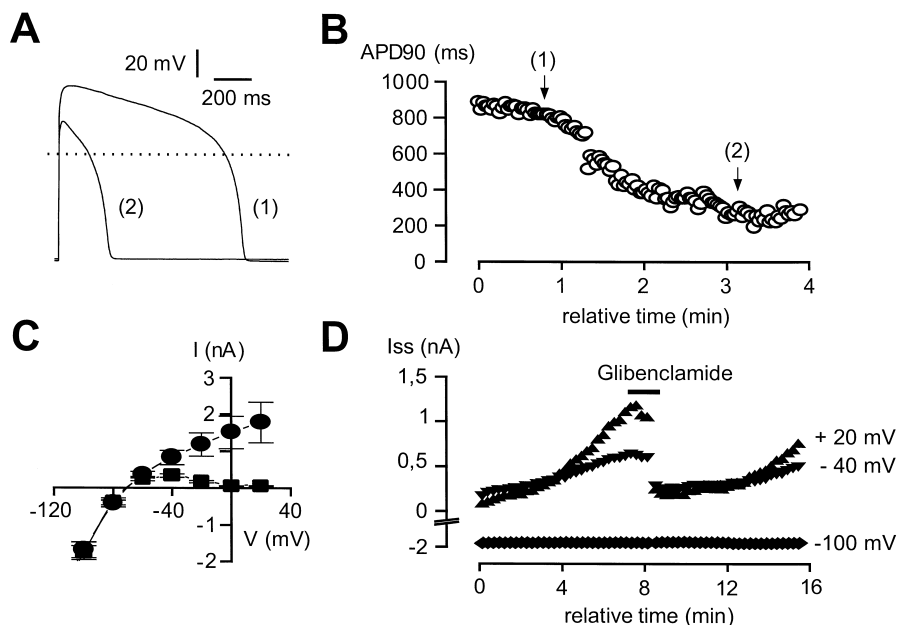 A
20 mV
200 ms
(2)
(1)
B
APD90 (ms)
(1)
(2)
1000
800
600
400
200
0
0 1 2 3 4
relative time (min)
C
I (nA)
3
2
1
-120 -40 40
-1
-2
V (mV)
D
Iss (nA)
Glibenclamide
1,5
1
0,5
0
-2
+ 20 mV
- 40 mV
-100 mV
0 4 8 12 16
relative time (min)